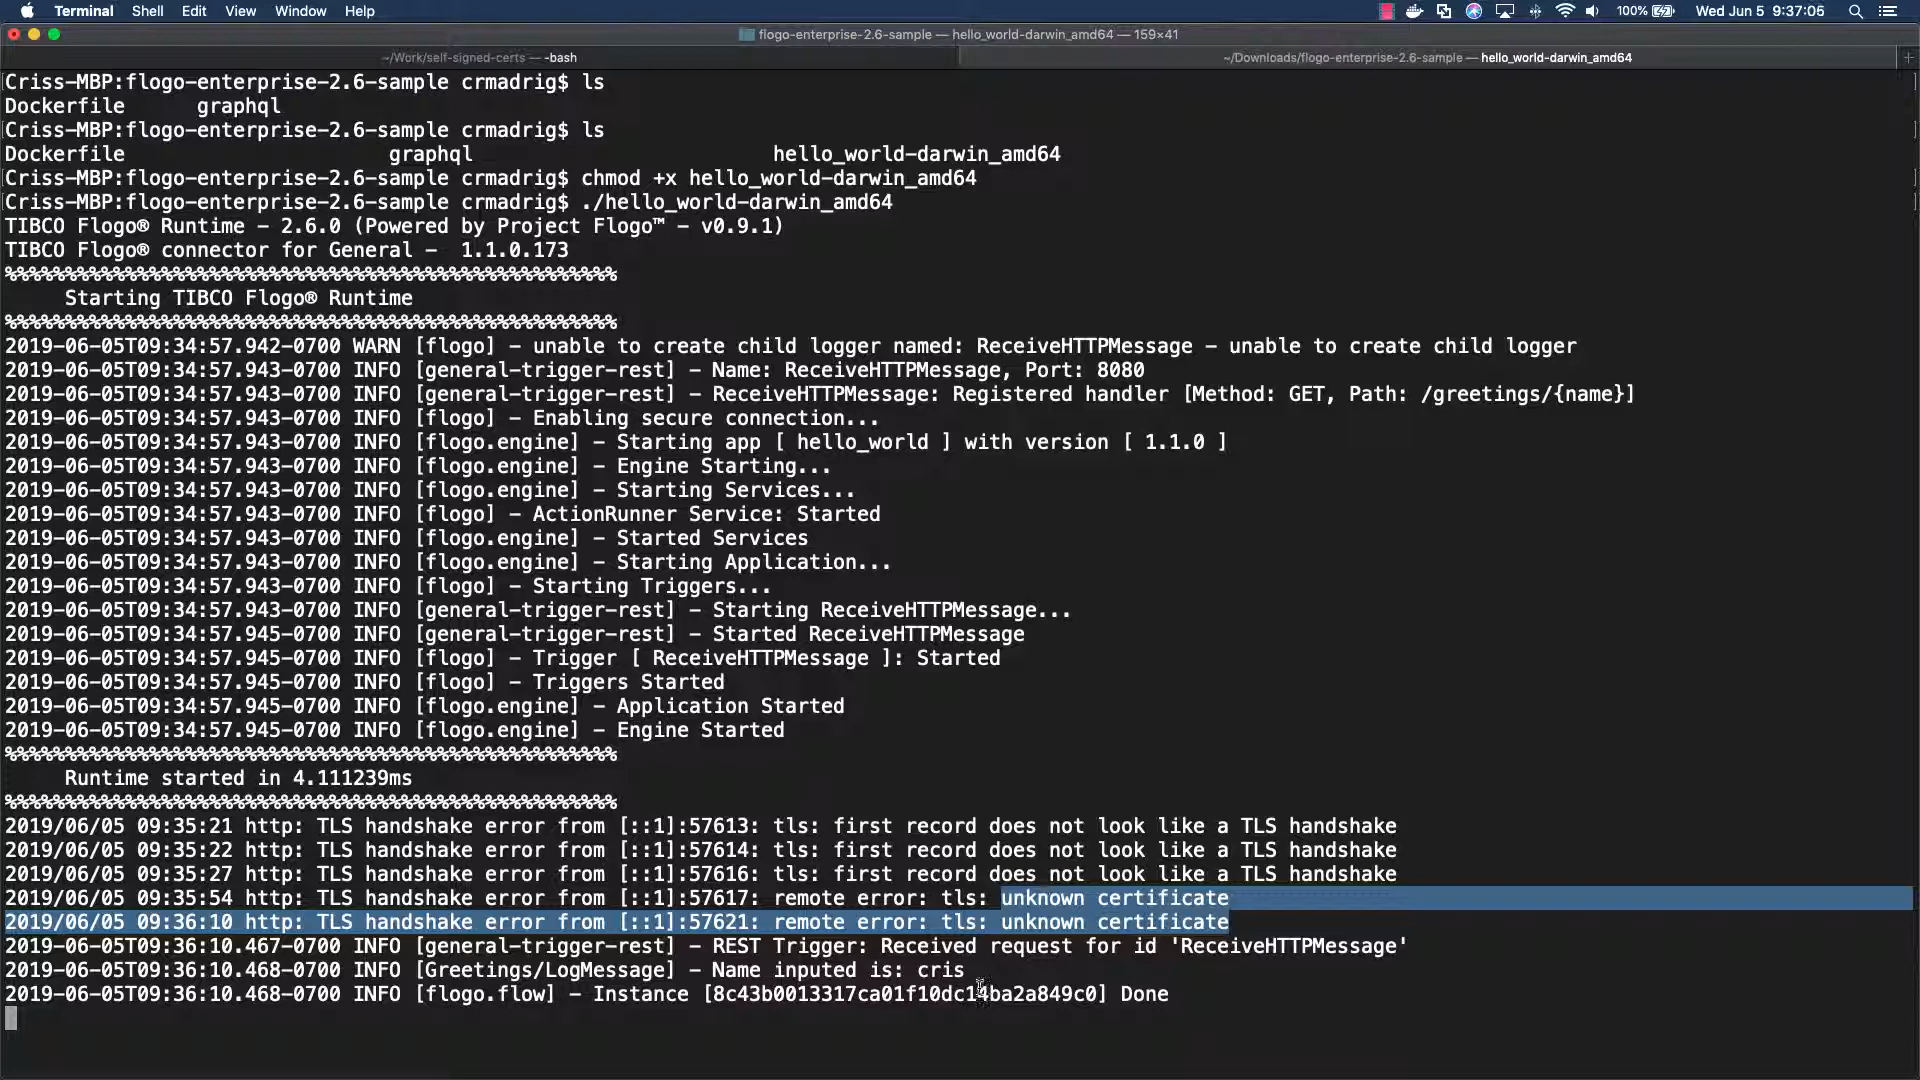 Terminal Shell Edit View Window Help 100% Wed Jun 5 9:37:05
flogo-enterprise-2.6-sample — hello_world-darwin_amd64 — 159×41
~/Work/self-signed-certs — -bash
~/Downloads/flogo-enterprise-2.6-sample — hello_world-darwin_amd64
Criss-MBP:flogo-enterprise-2.6-sample crmadrig$ ls
Dockerfile graphql
Criss-MBP:flogo-enterprise-2.6-sample crmadrig$ ls
Dockerfile graphql hello_world-darwin_amd64
Criss-MBP:flogo-enterprise-2.6-sample crmadrig$ chmod +x hello_world-darwin_amd64
Criss-MBP:flogo-enterprise-2.6-sample crmadrig$ ./hello_world-darwin_amd64
TIBCO Flogo® Runtime - 2.6.0 (Powered by Project Flogo™ - v0.9.1)
TIBCO Flogo® connector for General - 1.1.0.173
%%%%%%%%%%%%%%%%%%%%%%%%%%%%%%%%%%%%%%%%%%%%%%%%%%%
Starting TIBCO Flogo® Runtime
%%%%%%%%%%%%%%%%%%%%%%%%%%%%%%%%%%%%%%%%%%%%%%%%%%%
2019-06-05T09:34:57.942-0700 WARN [flogo] - unable to create child logger named: ReceiveHTTPMessage - unable to create child logger
2019-06-05T09:34:57.943-0700 INFO [general-trigger-rest] - Name: ReceiveHTTPMessage, Port: 8080
2019-06-05T09:34:57.943-0700 INFO [general-trigger-rest] - ReceiveHTTPMessage: Registered handler [Method: GET, Path: /greetings/{name}]
2019-06-05T09:34:57.943-0700 INFO [flogo] - Enabling secure connection...
2019-06-05T09:34:57.943-0700 INFO [flogo.engine] - Starting app [ hello_world ] with version [ 1.1.0 ]
2019-06-05T09:34:57.943-0700 INFO [flogo.engine] - Engine Starting...
2019-06-05T09:34:57.943-0700 INFO [flogo.engine] - Starting Services...
2019-06-05T09:34:57.943-0700 INFO [flogo] - ActionRunner Service: Started
2019-06-05T09:34:57.943-0700 INFO [flogo.engine] - Started Services
2019-06-05T09:34:57.943-0700 INFO [flogo.engine] - Starting Application...
2019-06-05T09:34:57.943-0700 INFO [flogo] - Starting Triggers...
2019-06-05T09:34:57.943-0700 INFO [general-trigger-rest] - Starting ReceiveHTTPMessage...
2019-06-05T09:34:57.945-0700 INFO [general-trigger-rest] - Started ReceiveHTTPMessage
2019-06-05T09:34:57.945-0700 INFO [flogo] - Trigger [ ReceiveHTTPMessage ]: Started
2019-06-05T09:34:57.945-0700 INFO [flogo] - Triggers Started
2019-06-05T09:34:57.945-0700 INFO [flogo.engine] - Application Started
2019-06-05T09:34:57.945-0700 INFO [flogo.engine] - Engine Started
%%%%%%%%%%%%%%%%%%%%%%%%%%%%%%%%%%%%%%%%%%%%%%%%%%%
Runtime started in 4.111239ms
%%%%%%%%%%%%%%%%%%%%%%%%%%%%%%%%%%%%%%%%%%%%%%%%%%%
2019/06/05 09:35:21 http: TLS handshake error from [::1]:57613: tls: first record does not look like a TLS handshake
2019/06/05 09:35:22 http: TLS handshake error from [::1]:57614: tls: first record does not look like a TLS handshake
2019/06/05 09:35:27 http: TLS handshake error from [::1]:57616: tls: first record does not look like a TLS handshake
2019/06/05 09:35:54 http: TLS handshake error from [::1]:57617: remote error: tls: unknown certificate
2019/06/05 09:36:10 http: TLS handshake error from [::1]:57621: remote error: tls: unknown certificate
2019-06-05T09:36:10.467-0700 INFO [general-trigger-rest] - REST Trigger: Received request for id 'ReceiveHTTPMessage'
2019-06-05T09:36:10.468-0700 INFO [Greetings/LogMessage] - Name inputed is: cris
2019-06-05T09:36:10.468-0700 INFO [flogo.flow] - Instance [8c43b0013317ca01f10dc14ba2a849c0] Done